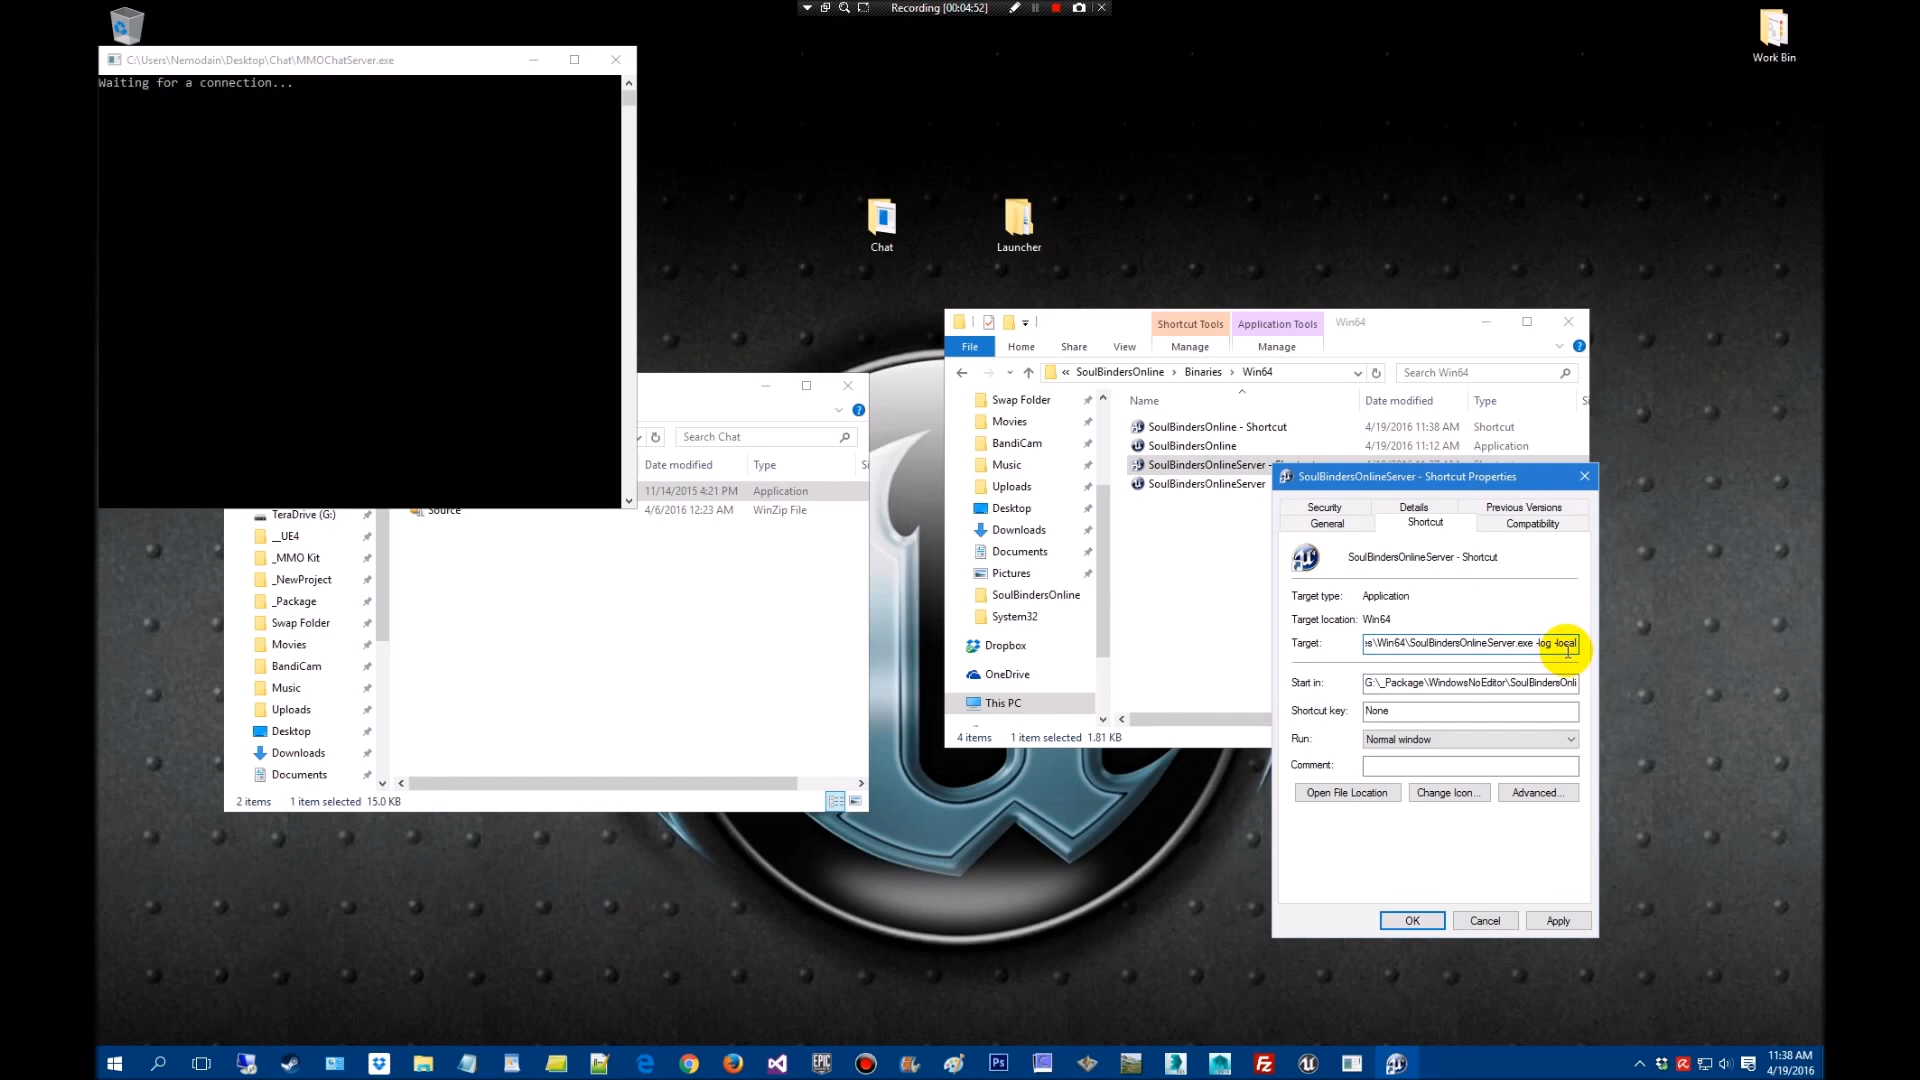 Recording [00:04:52]
Work Bin
C:\Users\Nemodain\Desktop\Chat\MMOChatServer.exe
Waiting for a connection...
Chat
Launcher
Search Chat
Date modified
Type
11/14/2015 4:21 PM
Application
Source
4/6/2016 12:23 AM
WinZip File
TeraDrive (G:)
__UE4
_MMO Kit
_NewProject
_Package
Swap Folder
Movies
BandiCam
Music
Uploads
Desktop
Downloads
Documents
2 items
1 item selected 15.0 KB
Shortcut Tools
Application Tools
Win64
File
Home
Share
View
Manage
Manage
« SoulBindersOnline › Binaries › Win64
Search Win64
Swap Folder
Movies
BandiCam
Music
Uploads
Desktop
Downloads
Documents
Pictures
SoulBindersOnline
System32
Dropbox
OneDrive
This PC
Name
Date modified
Type
Si
SoulBindersOnline - Shortcut
4/19/2016 11:38 AM
Shortcut
SoulBindersOnline
4/19/2016 11:12 AM
Application
SoulBindersOnlineServer -
SoulBindersOnlineServer
4 items
1 item selected 1.81 KB
SoulBindersOnlineServer - Shortcut Properties
Security
Details
Previous Versions
General
Shortcut
Compatibility
SoulBindersOnlineServer - Shortcut
Target type:
Application
Target location:
Win64
Target:
s\Win64\SoulBindersOnlineServer.exe -log -local
Start in:
G:\_Package\WindowsNoEditor\SoulBindersOnli
Shortcut key:
None
Run:
Normal window
Comment:
Open File Location
Change Icon...
Advanced...
OK
Cancel
Apply
EPIC
Ps
11:38 AM
4/19/2016